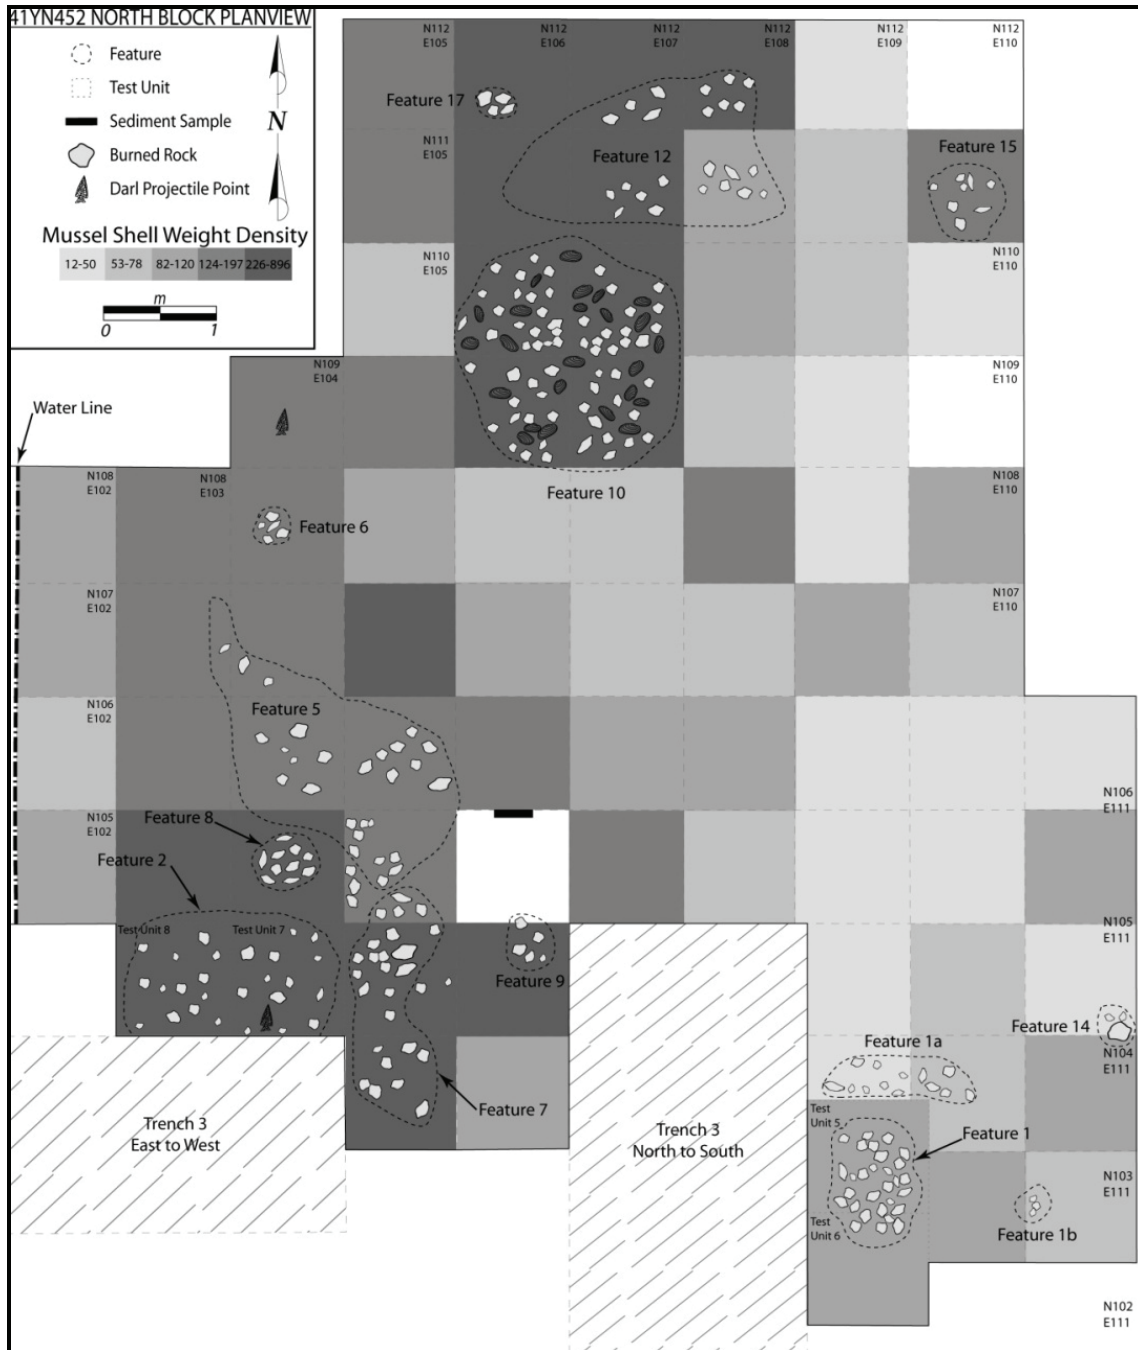 41YN452 NORTH BLOCK PLANVIEW
Feature
Test Unit
Sediment Sample
N
Burned Rock
Darl Projectile Point
Mussel Shell Weight Density
12-50 53-78 82-120 124-197 226-896
m
0 1
N112
E105
N112
E106
N112
E107
N112
E108
N112
E109
N112
E110
Feature 17
N111
E105
Feature 12
Feature 15
N110
E105
N110
E110
N109
E104
N109
E110
Water Line
N108
E102
N108
E103
Feature 10
N108
E110
Feature 6
N107
E102
N107
E110
N106
E102
Feature 5
N106
E111
N105
E102
Feature 8
Feature 2
Test Unit 8
Test Unit 7
N105
E111
Feature 9
Feature 14
Feature 1a
N104
E111
Feature 7
Trench 3
East to West
Trench 3
North to South
Test
Unit 5
Feature 1
N103
E111
Test
Unit 6
Feature 1b
N102
E111